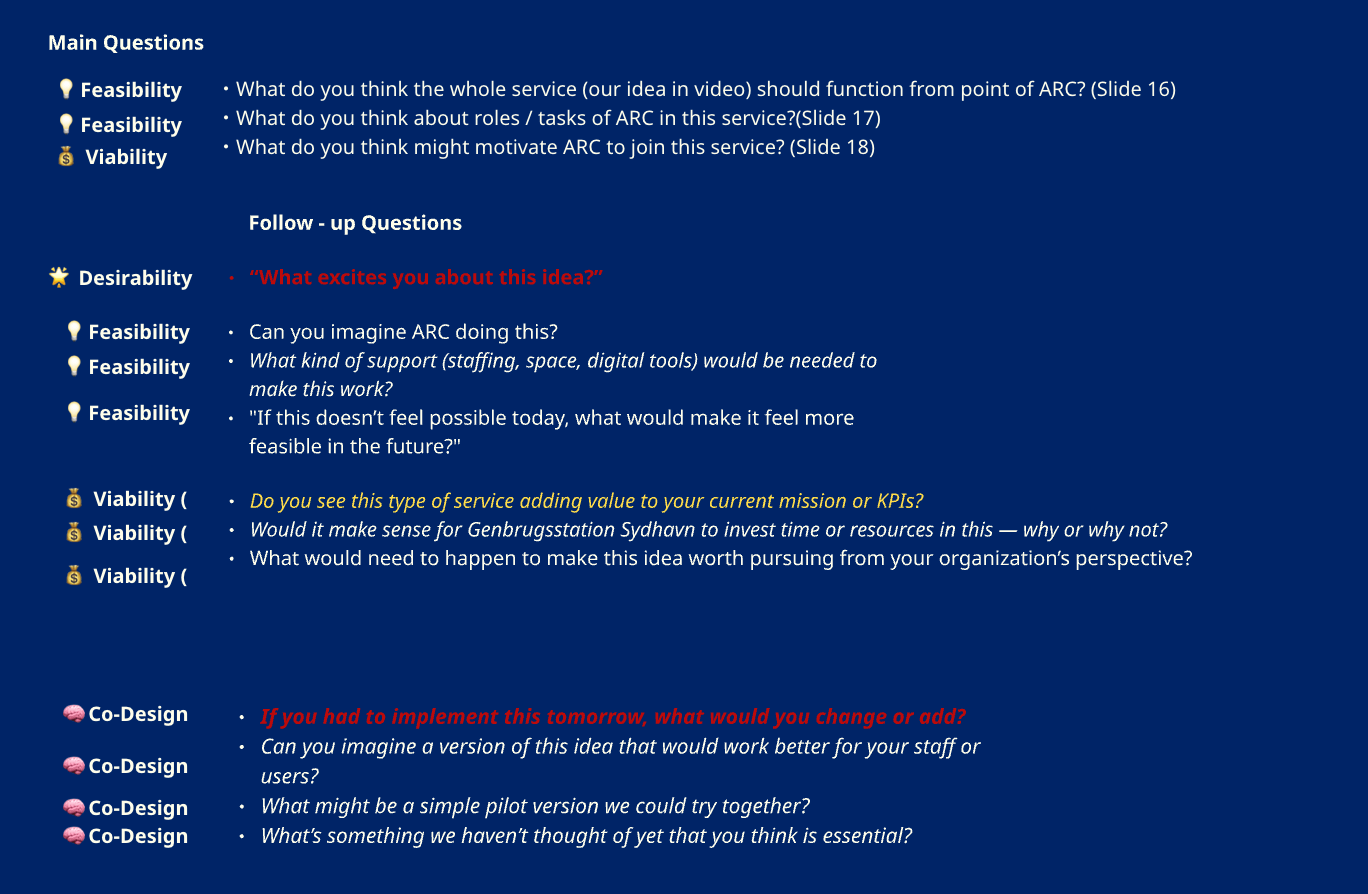 Main Questions
Feasibility • What do you think the whole service (our idea in video) should function from point of ARC? (Slide 16)
Feasibility • What do you think about roles / tasks of ARC in this service?(Slide 17)
Viability • What do you think might motivate ARC to join this service? (Slide 18)
Follow - up Questions
Desirability • “What excites you about this idea?”
Feasibility • Can you imagine ARC doing this?
Feasibility • What kind of support (staffing, space, digital tools) would be needed to
make this work?
Feasibility • "If this doesn’t feel possible today, what would make it feel more
feasible in the future?"
Viability ( • Do you see this type of service adding value to your current mission or KPIs?
Viability ( • Would it make sense for Genbrugsstation Sydhavn to invest time or resources in this — why or why not?
Viability ( • What would need to happen to make this idea worth pursuing from your organization’s perspective?
Co-Design • If you had to implement this tomorrow, what would you change or add?
Co-Design • Can you imagine a version of this idea that would work better for your staff or
users?
Co-Design • What might be a simple pilot version we could try together?
Co-Design • What’s something we haven’t thought of yet that you think is essential?